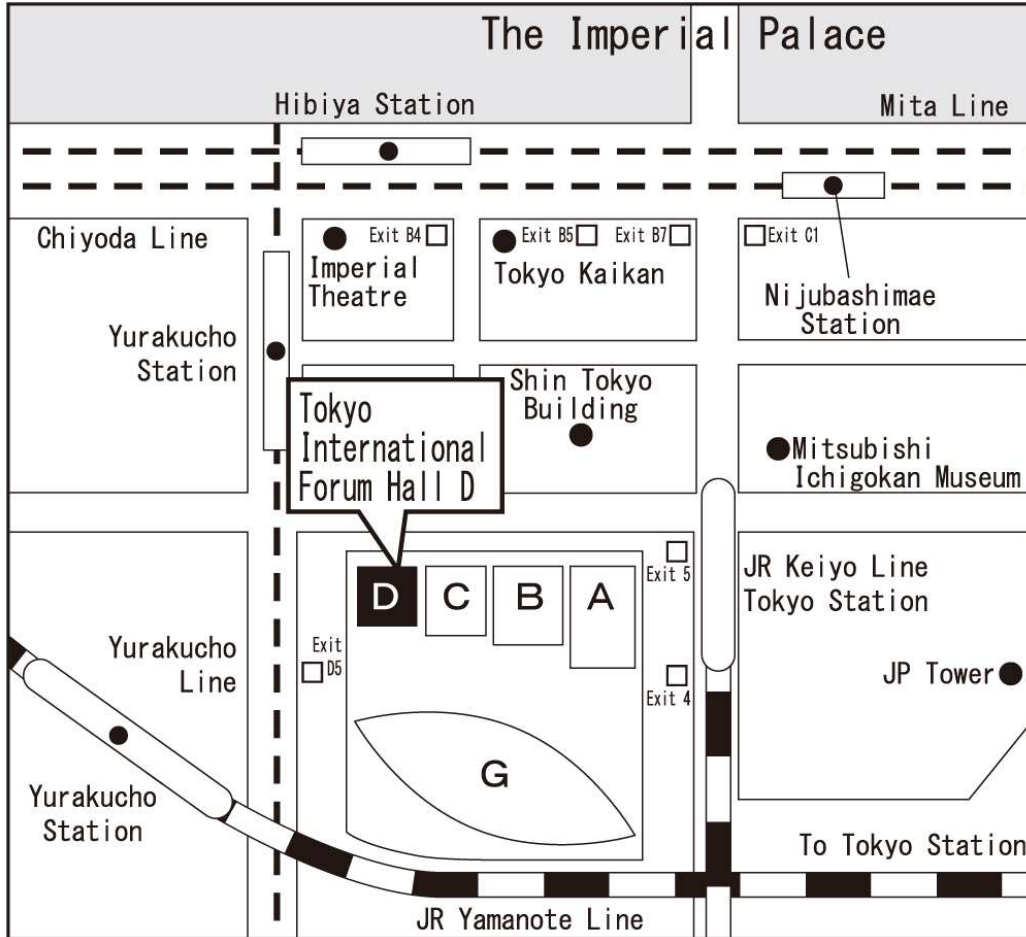 The Imperial Palace
Hibiya Station
Mita Line
Chiyoda Line
Exit B4
Imperial
Theatre
Exit B5
Exit B7
Tokyo Kaikan
Exit C1
Nijubashimae
Station
Yurakucho
Station
Tokyo
International
Forum Hall D
Shin Tokyo
Building
Mitsubishi
Ichigokan Museum
D
C
B
A
Exit 5
JR Keiyo Line
Tokyo Station
Yurakucho
Line
Exit
D5
Exit 4
JP Tower
G
Yurakucho
Station
To Tokyo Station
JR Yamanote Line